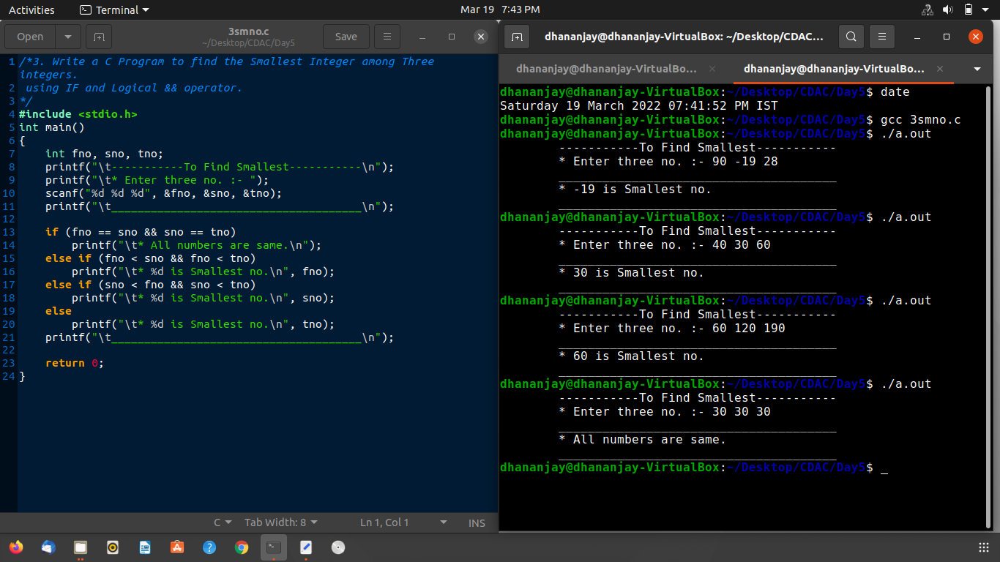 Activities
Terminal
Mar 19 7:43 PM
Open
3smno.c
~/Desktop/CDAC/Day5
Save
1 /*3. Write a C Program to find the Smallest Integer among Three
integers.
2  using IF and Logical && operator.
3 */
4 #include <stdio.h>
5 int main()
6 {
7     int fno, sno, tno;
8     printf("\t-----------To Find Smallest-----------\n");
9     printf("\t* Enter three no. :- ");
10     scanf("%d %d %d", &fno, &sno, &tno);
11     printf("\t______________________________________\n");
12
13     if (fno == sno && sno == tno)
14         printf("\t* All numbers are same.\n");
15     else if (fno < sno && fno < tno)
16         printf("\t* %d is Smallest no.\n", fno);
17     else if (sno < fno && sno < tno)
18         printf("\t* %d is Smallest no.\n", sno);
19     else
20         printf("\t* %d is Smallest no.\n", tno);
21     printf("\t______________________________________\n");
22
23     return 0;
24 }
C
Tab Width: 8
Ln 1, Col 1
INS
dhananjay@dhananjay-VirtualBox: ~/Desktop/CDAC...
dhananjay@dhananjay-VirtualBo...
dhananjay@dhananjay-VirtualBo...
dhananjay@dhananjay-VirtualBox:~/Desktop/CDAC/Day5$ date
Saturday 19 March 2022 07:41:52 PM IST
dhananjay@dhananjay-VirtualBox:~/Desktop/CDAC/Day5$ gcc 3smno.c
dhananjay@dhananjay-VirtualBox:~/Desktop/CDAC/Day5$ ./a.out
-----------To Find Smallest-----------
* Enter three no. :- 90 -19 28
______________________________________
* -19 is Smallest no.
______________________________________
dhananjay@dhananjay-VirtualBox:~/Desktop/CDAC/Day5$ ./a.out
-----------To Find Smallest-----------
* Enter three no. :- 40 30 60
______________________________________
* 30 is Smallest no.
______________________________________
dhananjay@dhananjay-VirtualBox:~/Desktop/CDAC/Day5$ ./a.out
-----------To Find Smallest-----------
* Enter three no. :- 60 120 190
______________________________________
* 60 is Smallest no.
______________________________________
dhananjay@dhananjay-VirtualBox:~/Desktop/CDAC/Day5$ ./a.out
-----------To Find Smallest-----------
* Enter three no. :- 30 30 30
______________________________________
* All numbers are same.
______________________________________
dhananjay@dhananjay-VirtualBox:~/Desktop/CDAC/Day5$ _